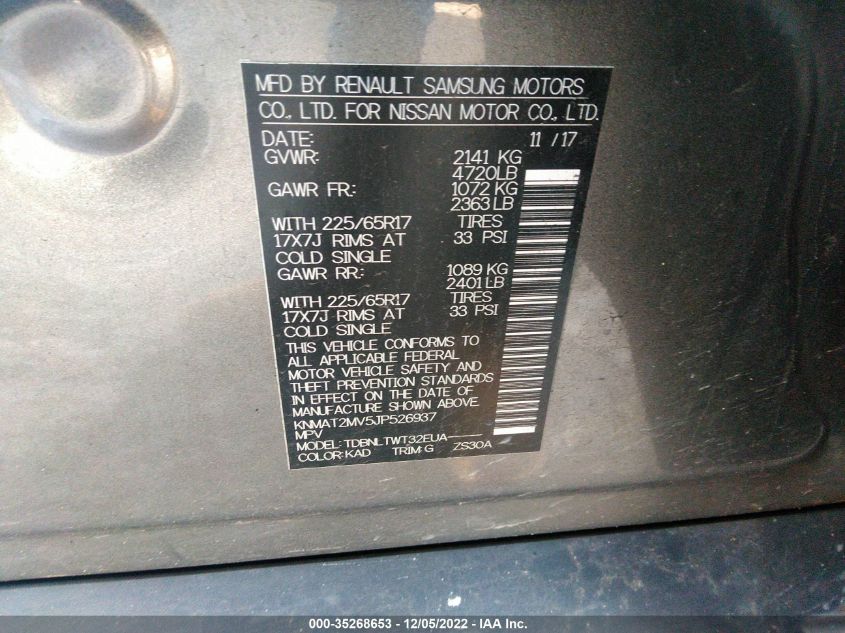 MFD BY RENAULT SAMSUNG MOTORS
CO., LTD. FOR NISSAN MOTOR CO., LTD.
DATE: 11 / 17
GVWR: 2141 KG
4720LB
GAWR FR.: 1072 KG
2363 LB
WITH 225/65R17 TIRES
17X7J RIMS AT 33 PSI
COLD SINGLE
GAWR RR.: 1089 KG
2401 LB
WITH 225/65R17 TIRES
17X7J RIMS AT 33 PSI
COLD SINGLE
THIS VEHICLE CONFORMS TO
ALL APPLICABLE FEDERAL
MOTOR VEHICLE SAFETY AND
THEFT PREVENTION STANDARDS
IN EFFECT ON THE DATE OF
MANUFACTURE SHOWN ABOVE.
KNMAT2MV5JP526937
MPV
MODEL: TDBNLTWT32EUA-----
COLOR: KAD TRIM: G ZS30A
000-35268653 - 12/05/2022 - IAA Inc.